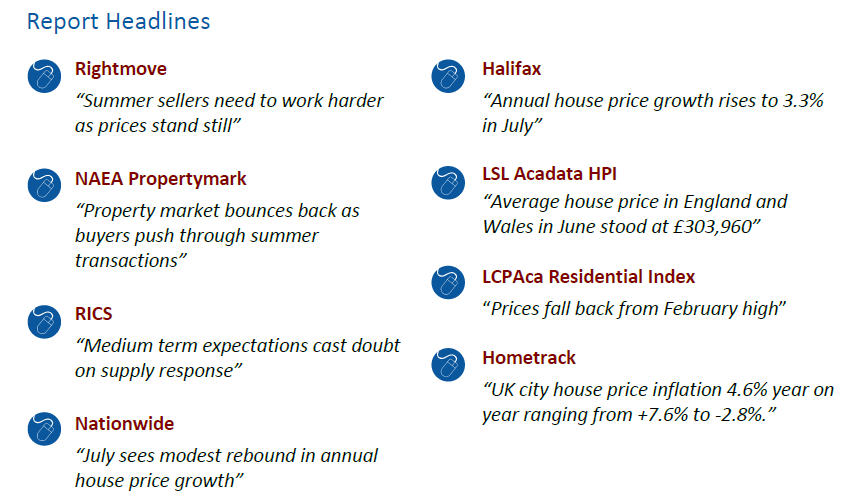 Report Headlines
Rightmove
“Summer sellers need to work harder
as prices stand still”
NAEA Propertymark
“Property market bounces back as
buyers push through summer
transactions”
RICS
“Medium term expectations cast doubt
on supply response”
Nationwide
“July sees modest rebound in annual
house price growth”
Halifax
“Annual house price growth rises to 3.3%
in July”
LSL Acadata HPI
“Average house price in England and
Wales in June stood at £303,960”
LCPAca Residential Index
“Prices fall back from February high”
Hometrack
“UK city house price inflation 4.6% year on
year ranging from +7.6% to -2.8%.”